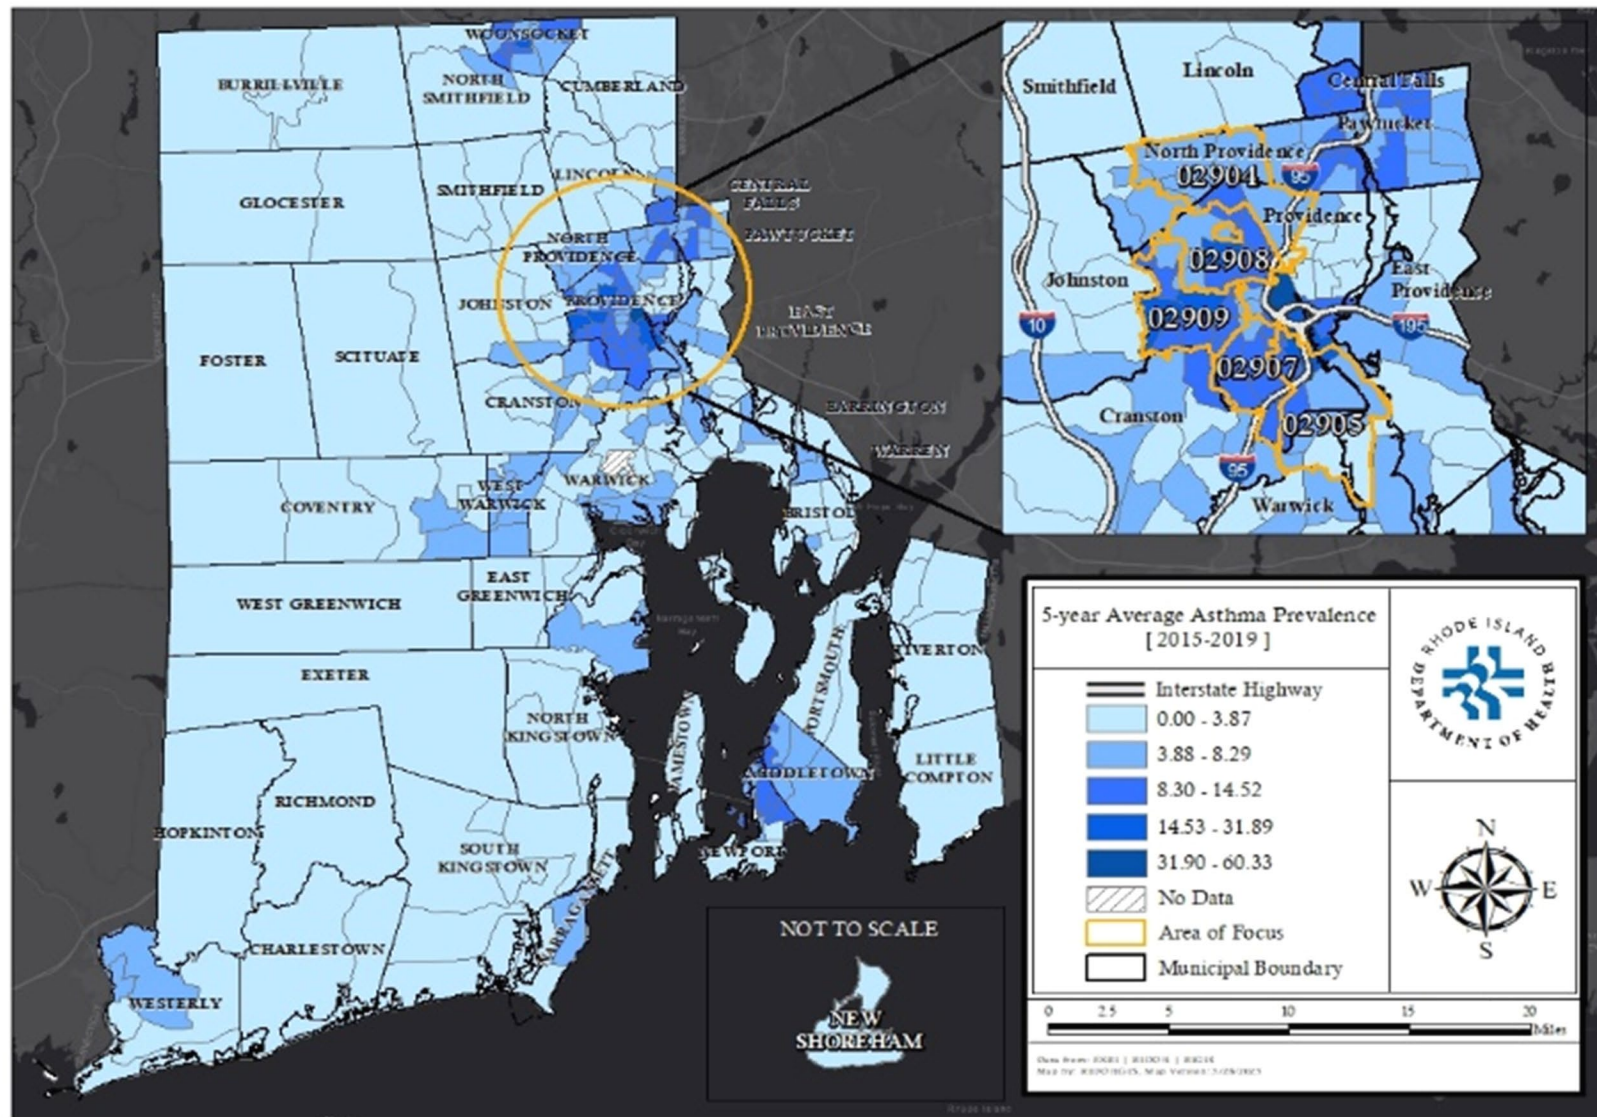 WOONSOCKET
BURRILLVILLE
NORTH
SMITHFIELD
CUMBERLAND
LINCOLN
SMITHFIELD
GLOCESTER
CENTRAL
FALLS
PAWTUCKET
NORTH
PROVIDENCE
JOHNSTON
PROVIDENCE
EAST
PROVIDENCE
FOSTER
SCITUATE
CRANSTON
BARRINGTON
WARREN
WARWICK
WEST
WARWICK
COVENTRY
BRISTOL
EAST
GREENWICH
WEST GREENWICH
EXETER
TIVERTON
PORTSMOUTH
NORTH
KINGSTOWN
JAMESTOWN
MIDDLETOWN
LITTLE
COMPTON
RICHMOND
HOPKINTON
SOUTH
KINGSTOWN
NEWPORT
NARRAGANSETT
CHARLESTOWN
WESTERLY
NOT TO SCALE
NEW
SHOREHAM
Rhode Island
Smithfield
Lincoln
Central Falls
Pawtucket
North Providence
02904
95
Providence
02908
Johnston
East
Providence
10
02909
195
02907
Cranston
02905
95
Warwick
5-year Average Asthma Prevalence
[ 2015-2019 ]
Interstate Highway
0.00 - 3.87
3.88 - 8.29
8.30 - 14.52
14.53 - 31.89
31.90 - 60.33
No Data
Area of Focus
Municipal Boundary
RHODE ISLAND
DEPARTMENT OF HEALTH
N
W E
S
0 2.5 5 10 15 20
Miles